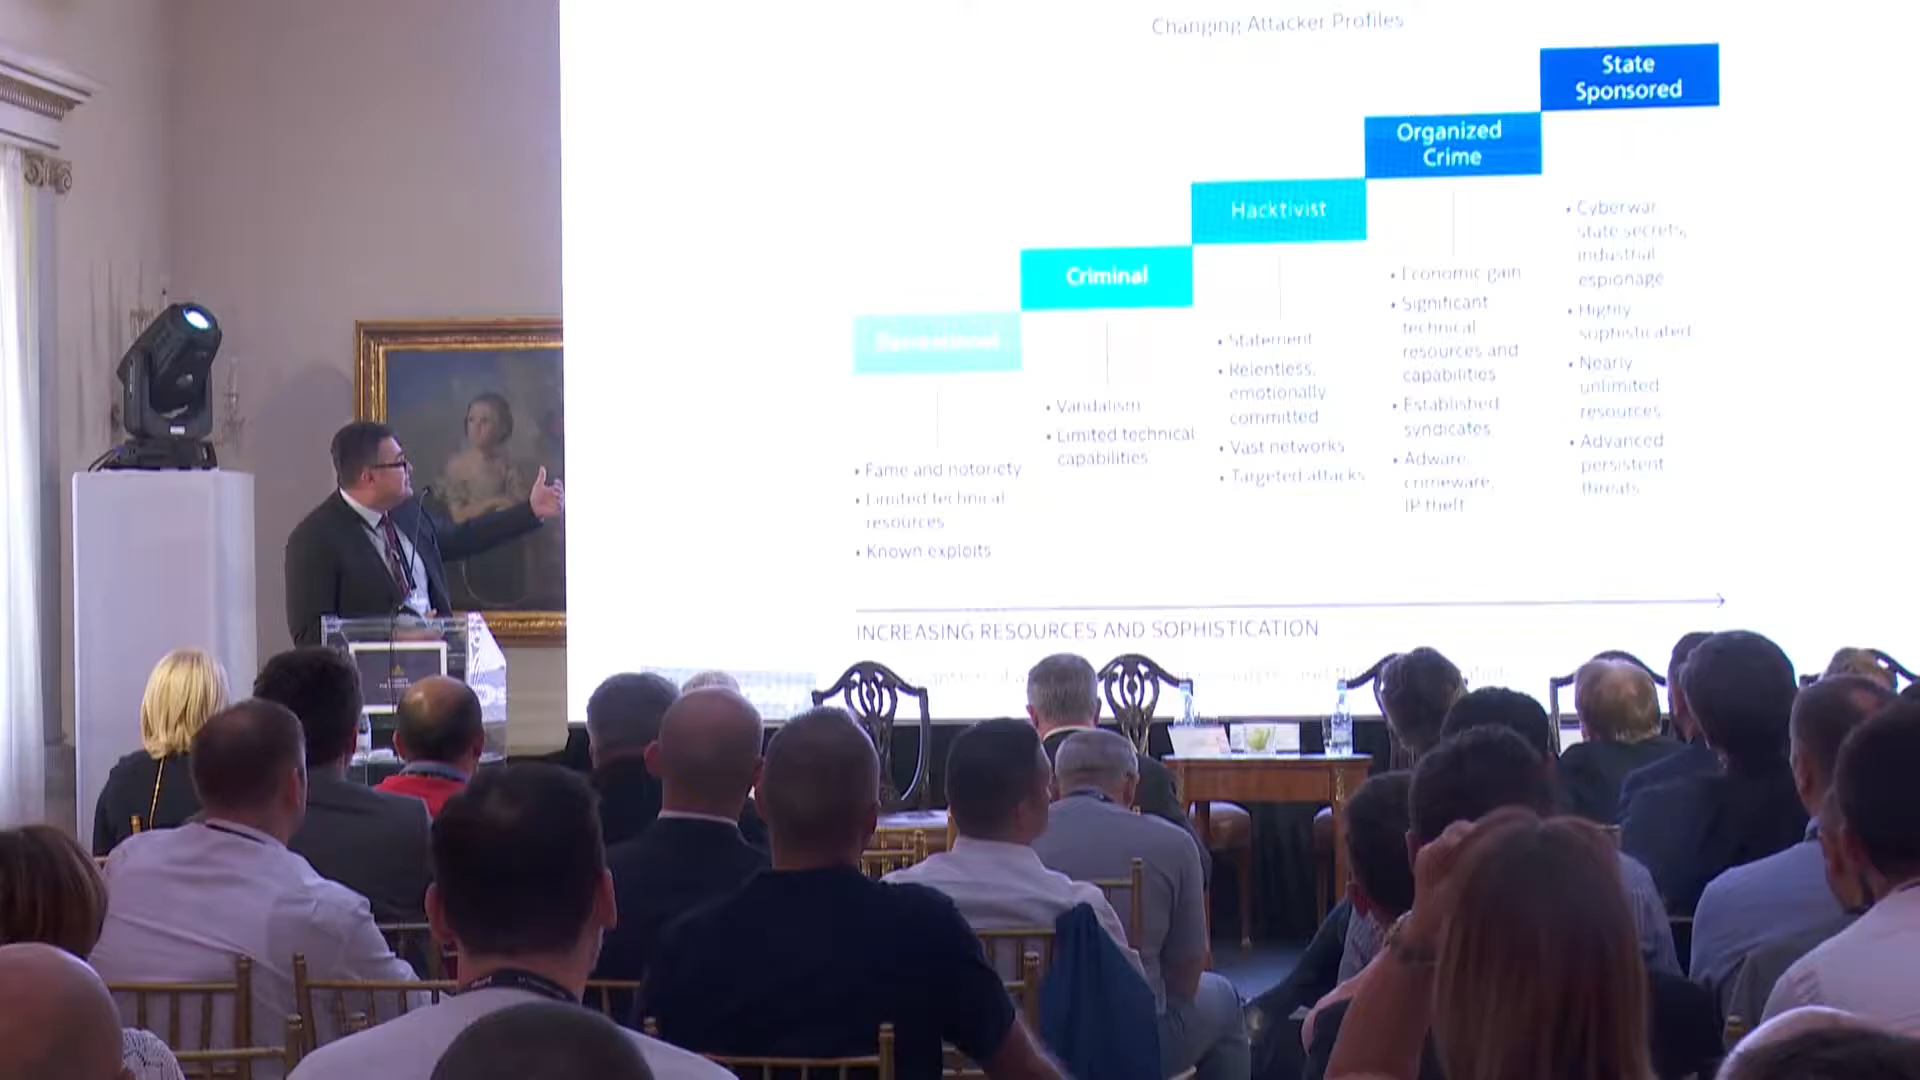 Changing Attacker Profiles
State
Sponsored
Organized
Crime
Hacktivist
Criminal
Recreational
• Fame and notoriety
• Limited technical
resources
• Known exploits
• Vandalism
• Limited technical
capabilities
• Statement
• Relentless,
emotionally
committed
• Vast networks
• Targeted attacks
• Economic gain
• Significant
technical
resources and
capabilities
• Established
syndicates
• Adware,
crimeware,
IP theft
• Cyberwar,
state secrets,
industrial
espionage
• Highly
sophisticated
• Nearly
unlimited
resources
• Advanced
persistent
threats
INCREASING RESOURCES AND SOPHISTICATION